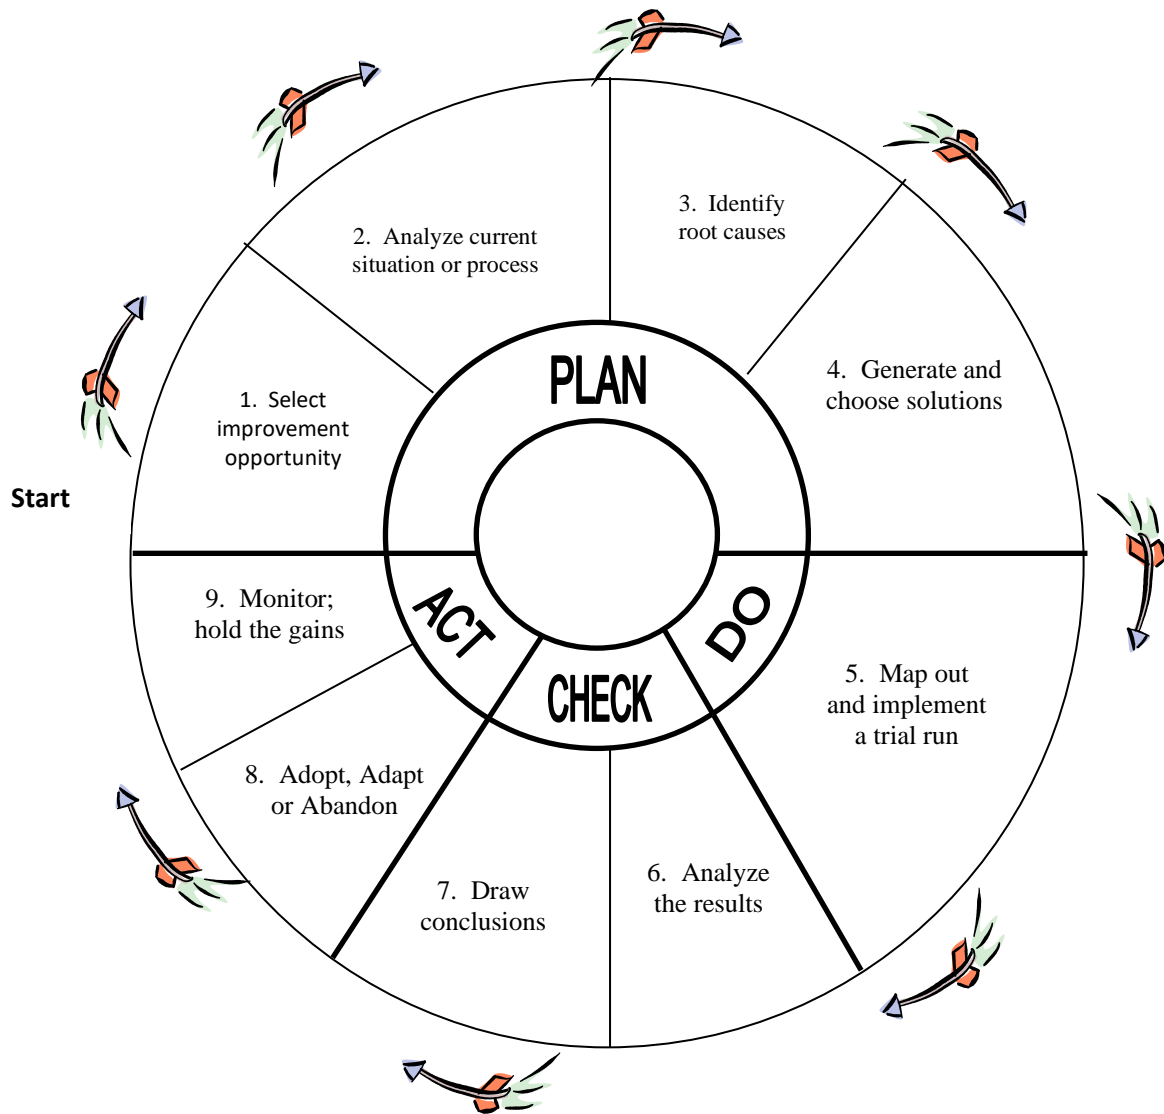 Start
1. Select
improvement
opportunity
2. Analyze current
situation or process
3. Identify
root causes
4. Generate and
choose solutions
5. Map out
and implement
a trial run
6. Analyze
the results
7. Draw
conclusions
8. Adopt, Adapt
or Abandon
9. Monitor;
hold the gains
PLAN
DO
CHECK
ACT